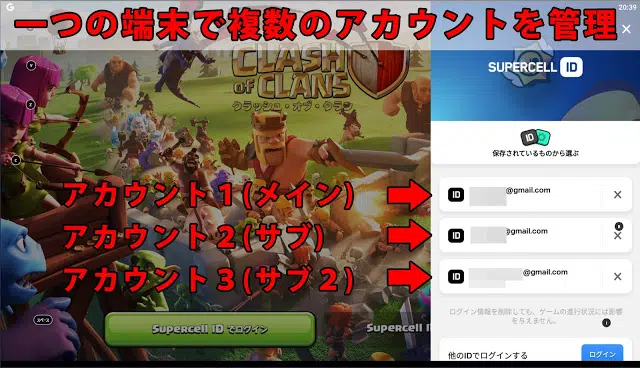 一つの端末で複数のアカウントを管理
20:39
CLASH OF CLANS
クラッシュ・オブ・クラン
SUPERCELL ID
ID
保存されているものから選ぶ
アカウント1(メイン)
ID @gmail.com
アカウント2(サブ)
ID @gmail.com
アカウント3(サブ2)
ID @gmail.com
ログイン情報を削除しても、ゲームの進行状況には影響
を与えません。
Supercell ID でログイン
他のIDでログインする
ログイン